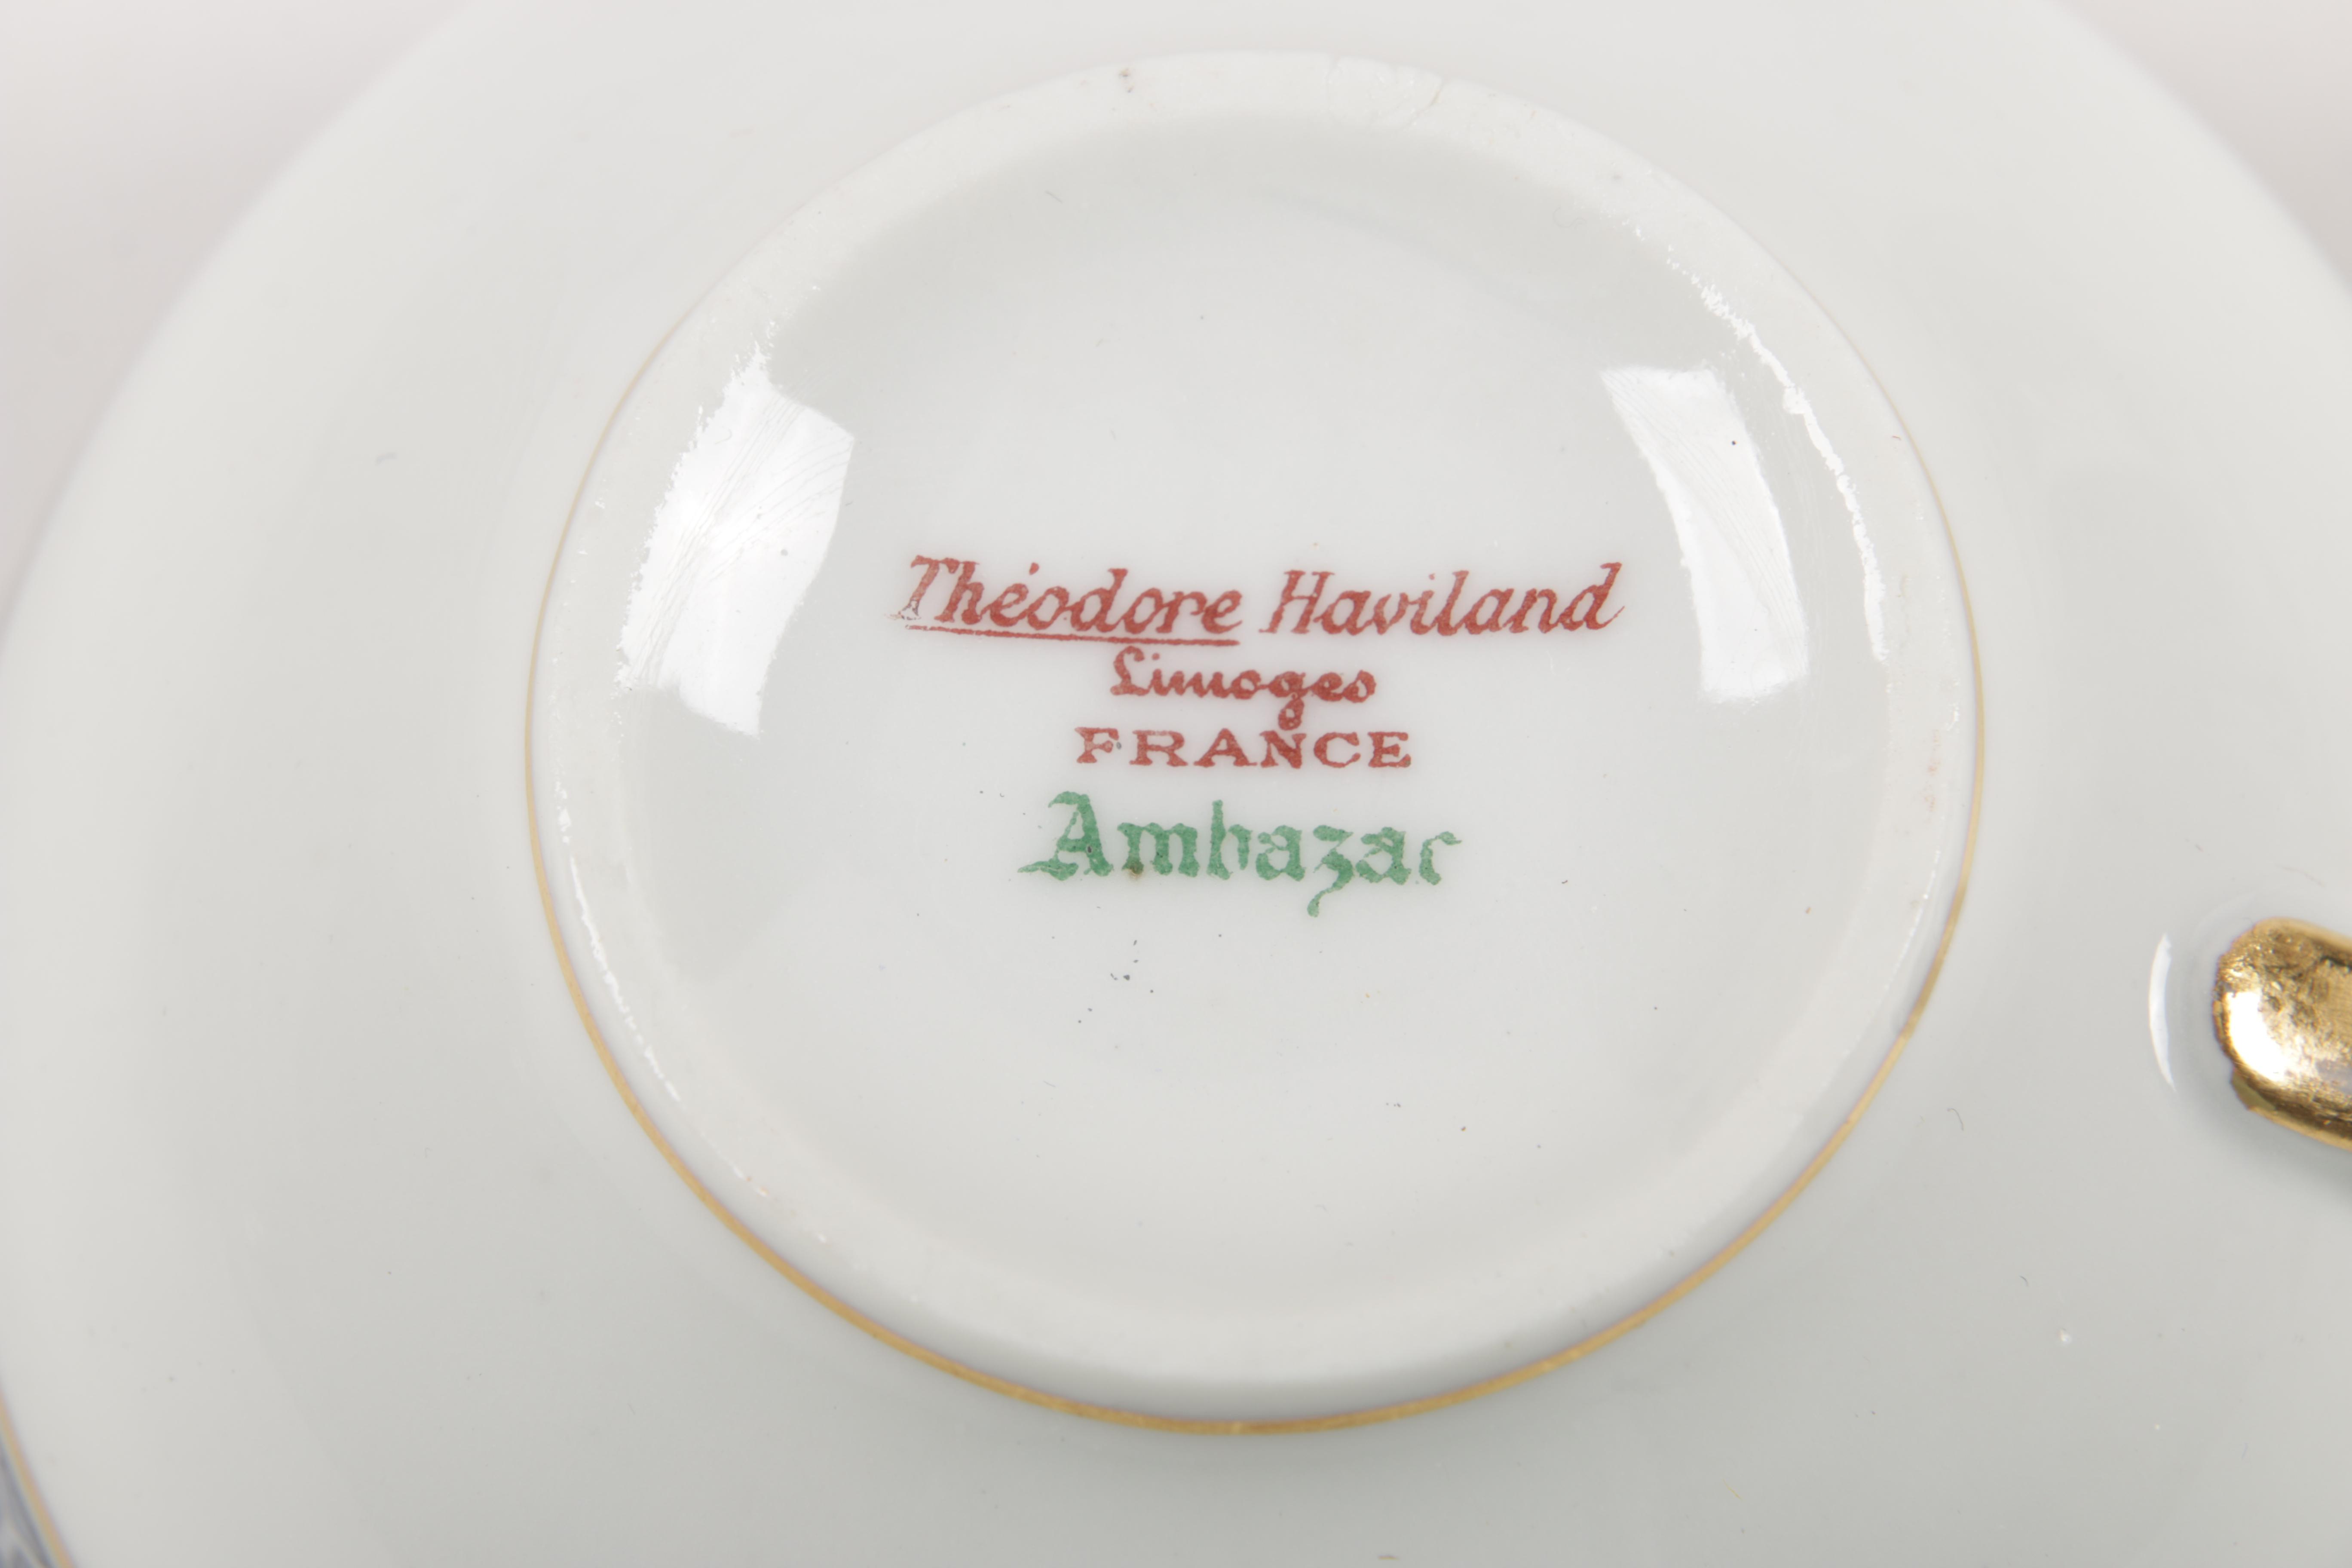 Théodore Haviland
Limoges
FRANCE
Ambazac